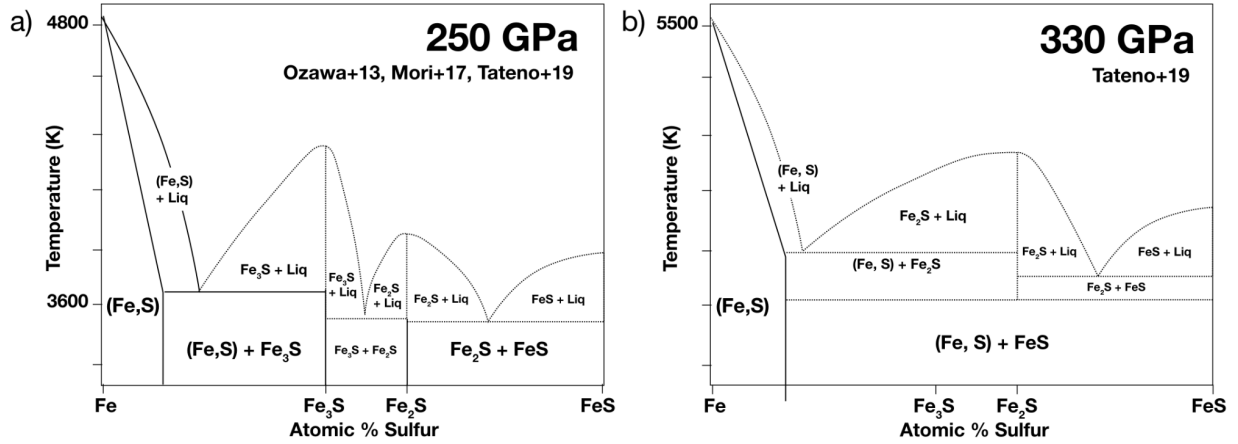 a)
4800
3600
Temperature (K)
250 GPa
Ozawa+13, Mori+17, Tateno+19
(Fe,S)
+ Liq
Fe₃S + Liq
Fe₃S
+ Liq
Fe₂S
+ Liq
Fe₂S + Liq
FeS + Liq
(Fe,S)
(Fe,S) + Fe₃S
Fe₃S + Fe₂S
Fe₂S + FeS
Fe
Fe₃S
Fe₂S
FeS
Atomic % Sulfur
b)
5500
Temperature (K)
330 GPa
Tateno+19
(Fe, S)
+ Liq
Fe₂S + Liq
Fe₂S + Liq
FeS + Liq
(Fe, S) + Fe₂S
Fe₂S + FeS
(Fe,S)
(Fe, S) + FeS
Fe
Fe₃S
Fe₂S
FeS
Atomic % Sulfur